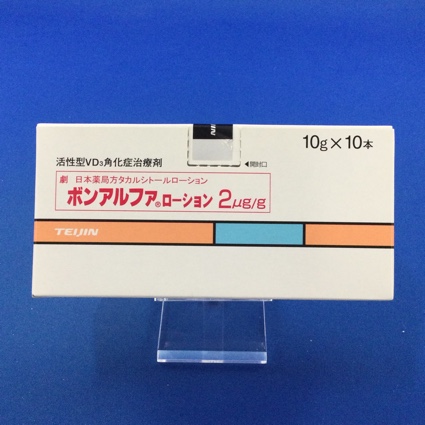 10g×10本
活性型VD₃角化症治療剤
◀開封口
劇 日本薬局方タカルシトールローション
ボンアルファ®ローション 2μg/g
TEIJIN